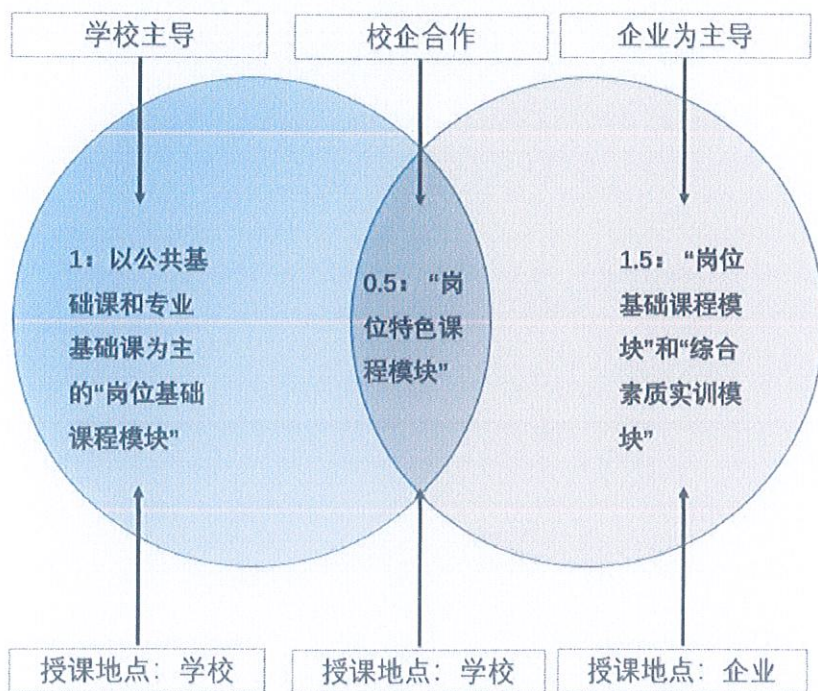 学校主导
校企合作
企业为主导
1：以公共基
础课和专业
基础课为主
的“岗位基础
课程模块”
0.5：“岗
位特色课
程模块”
1.5：“岗位
基础课程模
块”和“综合
素质实训模
块”
授课地点：学校
授课地点：学校
授课地点：企业